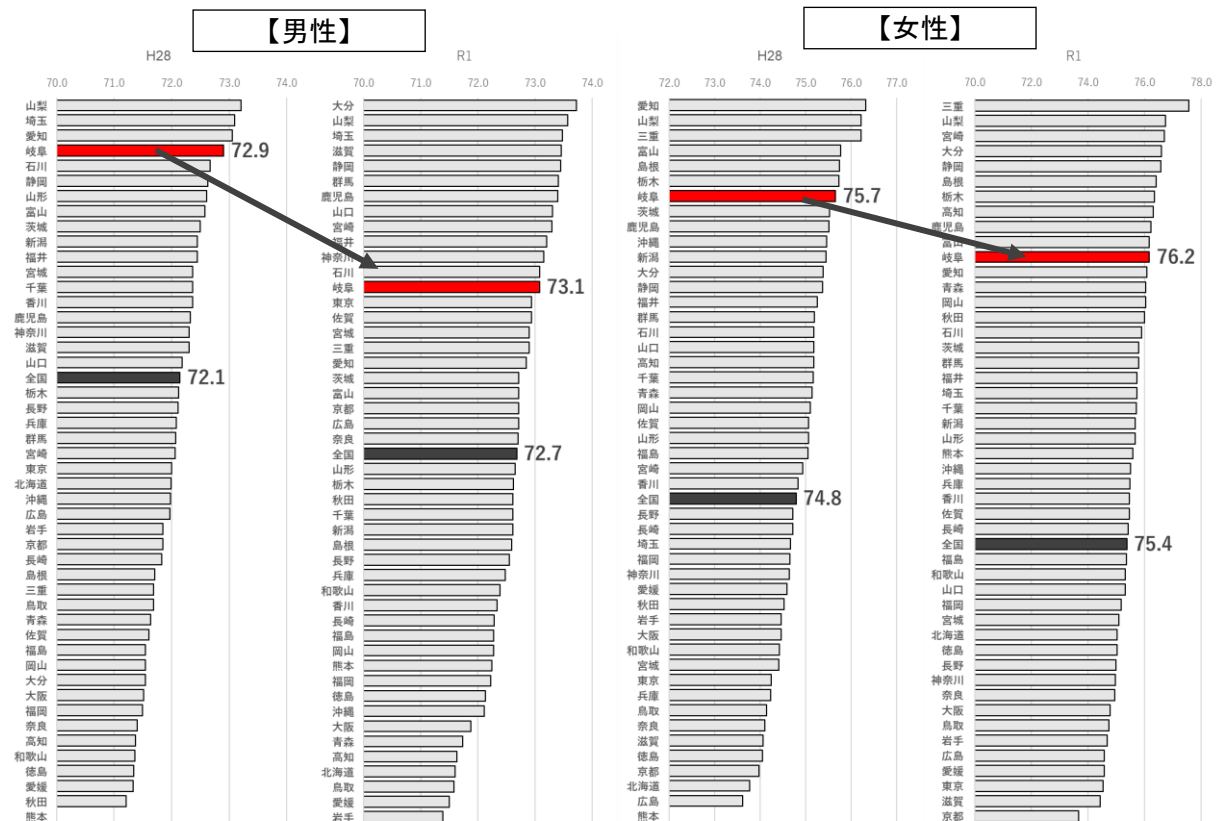 【男性】
H28
70.0 71.0 72.0 73.0 74.0
山梨
埼玉
愛知
岐阜 72.9
石川
静岡
山形
富山
茨城
新潟
福井
宮城
千葉
香川
鹿児島
神奈川
滋賀
山口
全国 72.1
栃木
長野
兵庫
群馬
宮崎
東京
北海道
沖縄
広島
岩手
京都
長崎
島根
三重
鳥取
青森
佐賀
福島
岡山
大分
大阪
福岡
奈良
高知
和歌山
徳島
愛媛
秋田
熊本
R1
70.0 71.0 72.0 73.0 74.0
大分
山梨
埼玉
滋賀
静岡
群馬
鹿児島
山口
宮崎
福井
神奈川
石川
岐阜 73.1
東京
佐賀
宮城
三重
愛知
茨城
富山
京都
広島
奈良
全国 72.7
山形
栃木
秋田
千葉
新潟
島根
長野
兵庫
和歌山
香川
長崎
福島
岡山
熊本
福岡
徳島
沖縄
大阪
青森
高知
北海道
鳥取
愛媛
岩手
【女性】
H28
72.0 73.0 74.0 75.0 76.0 77.0
愛知
山梨
三重
富山
島根
栃木
岐阜 75.7
茨城
鹿児島
沖縄
新潟
大分
静岡
福井
群馬
石川
山口
高知
千葉
青森
岡山
佐賀
山形
福島
宮崎
香川
全国 74.8
長野
長崎
埼玉
福岡
神奈川
愛媛
秋田
岩手
大阪
和歌山
宮城
東京
兵庫
鳥取
奈良
滋賀
徳島
京都
北海道
広島
R1
70.0 72.0 74.0 76.0 78.0
三重
山梨
宮崎
大分
静岡
島根
栃木
高知
鹿児島
富山
岐阜 76.2
愛知
青森
岡山
秋田
石川
茨城
群馬
福井
埼玉
千葉
新潟
山形
熊本
沖縄
兵庫
香川
佐賀
長崎
全国 75.4
福島
和歌山
山口
福岡
宮城
北海道
徳島
長野
神奈川
奈良
大阪
鳥取
岩手
広島
愛媛
東京
滋賀
京都